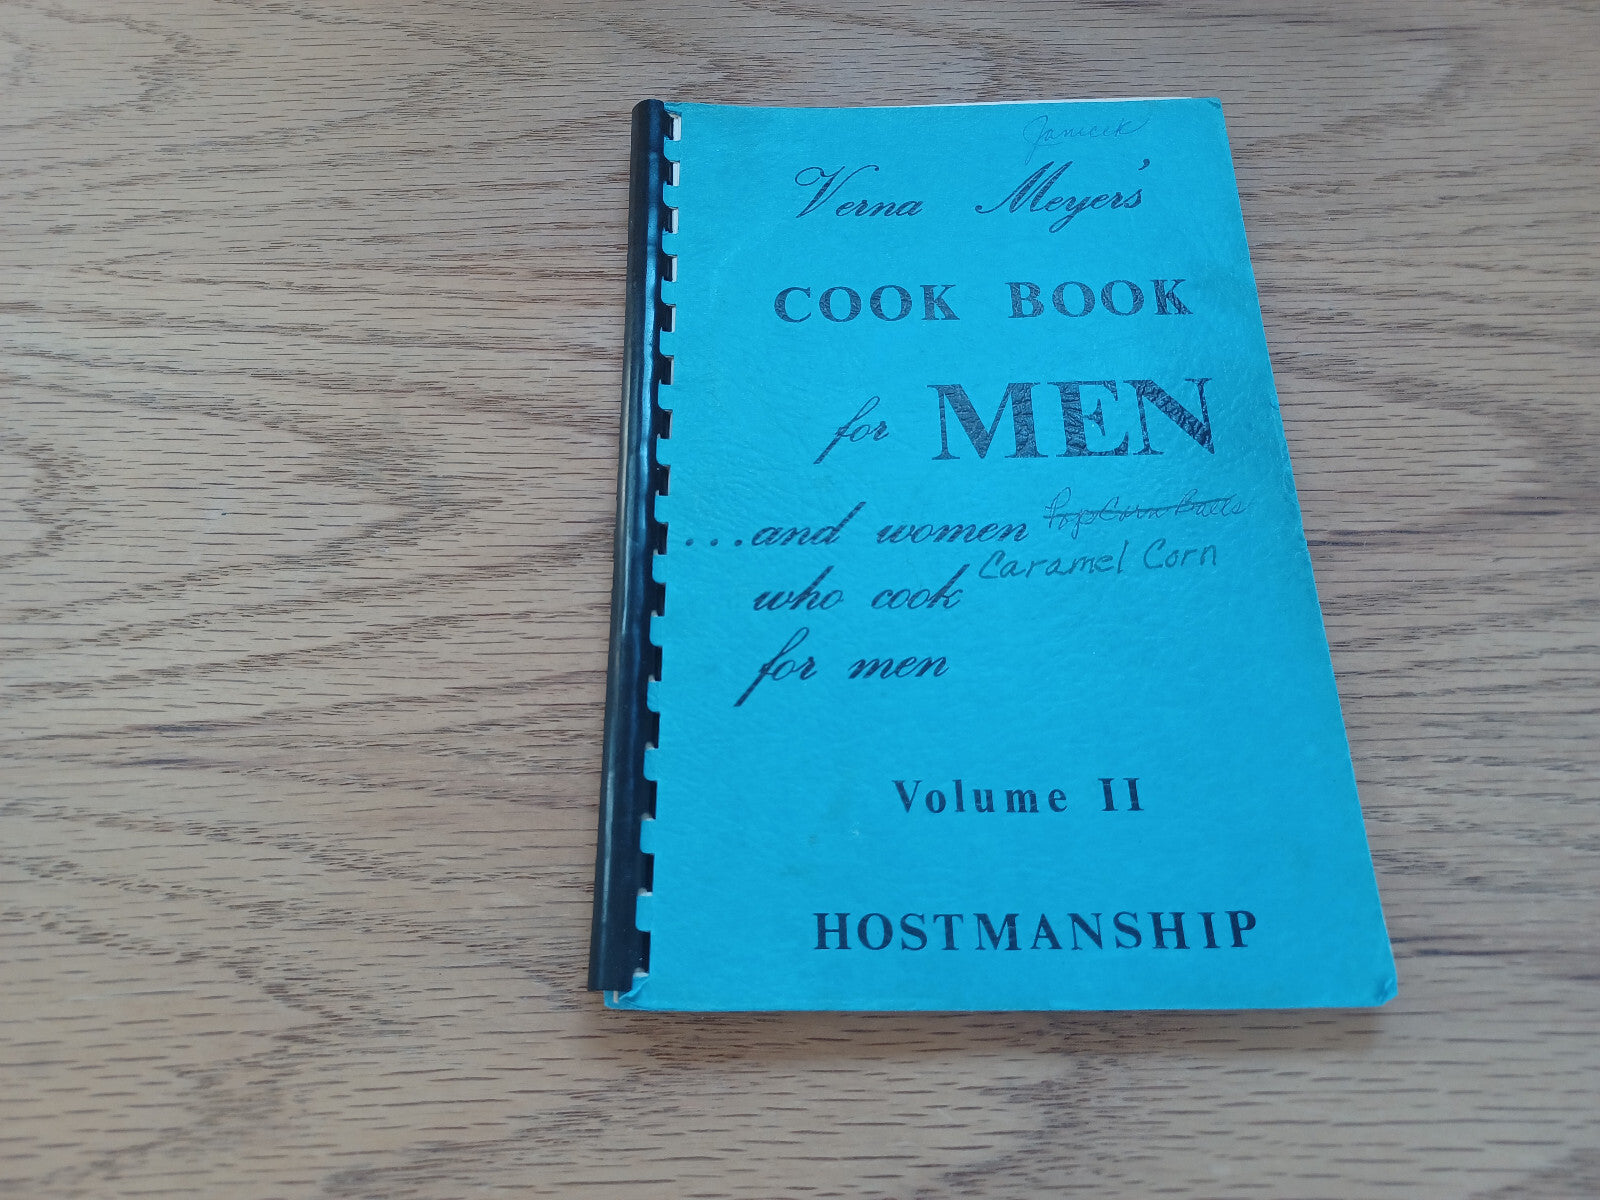 Janicek
Verna Meyer's
COOK BOOK
for MEN
...and women PopCorn Balls
Caramel Corn
who cook
for men
Volume II
HOSTMANSHIP